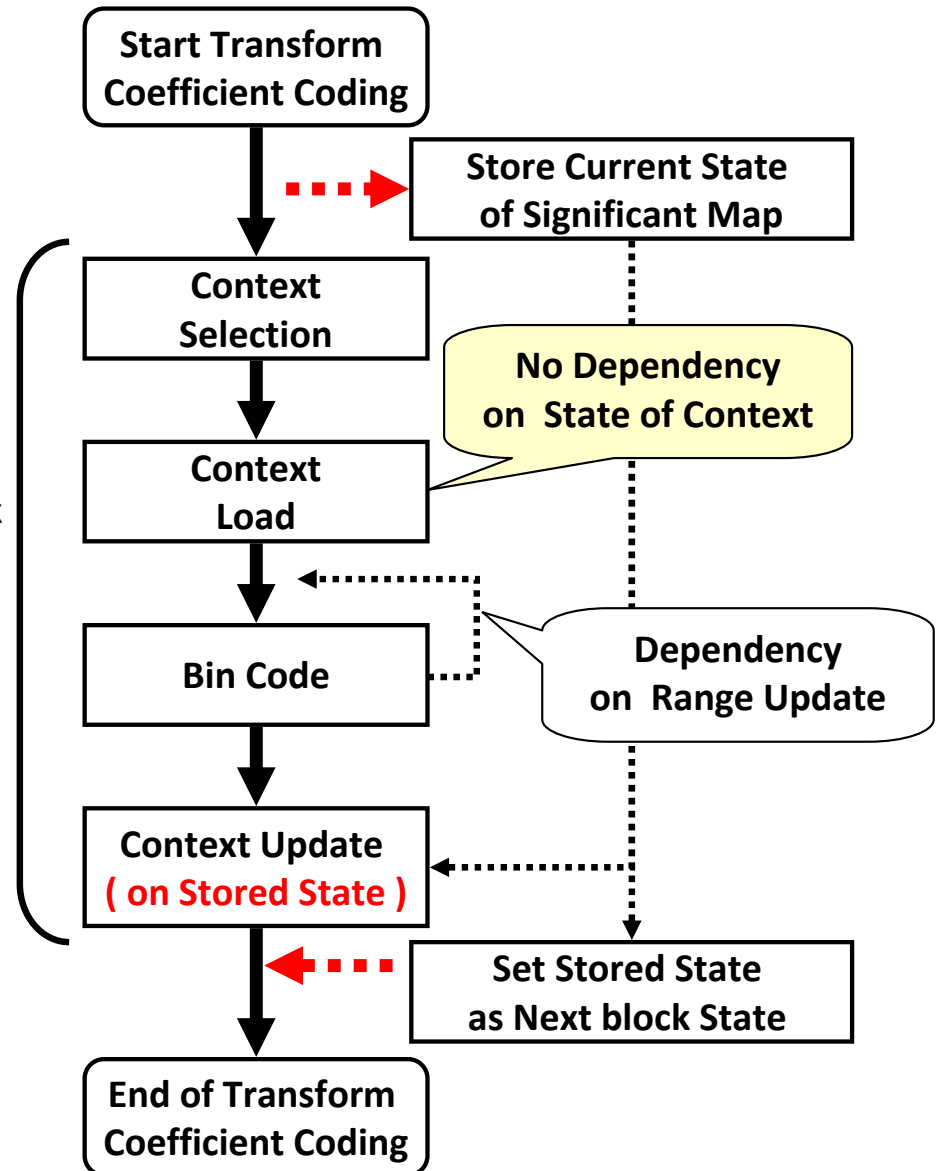 Start Transform
Coefficient Coding
Store Current State
of Significant Map
Context
Selection
No Dependency
on State of Context
Context
Load
Bin Code
Dependency
on Range Update
Context Update
( on Stored State )
Set Stored State
as Next block State
End of Transform
Coefficient Coding